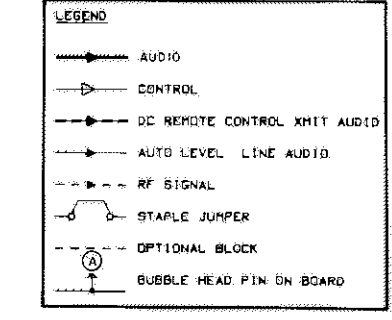 LEGEND
AUDIO
CONTROL
DC REMOTE CONTROL XMIT AUDIO
AUTO LEVEL LINE AUDIO
RF SIGNAL
STAPLE JUMPER
OPTIONAL BLOCK
A
BUBBLE HEAD PIN ON BOARD